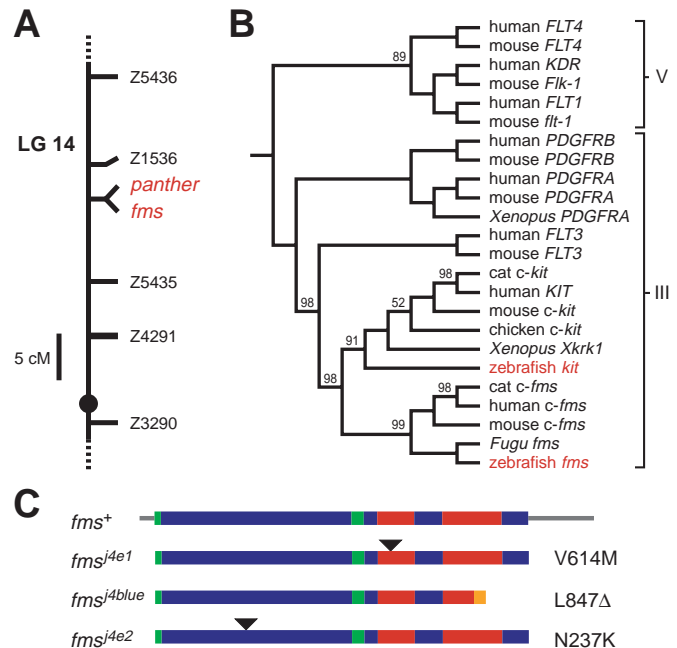 A
Z5436
LG 14
Z1536
panther
fms
Z5435
Z4291
5 cM
Z3290
B
human FLT4
mouse FLT4
human KDR
mouse Flk-1
human FLT1
mouse flt-1
human PDGFRB
mouse PDGFRB
human PDGFRA
mouse PDGFRA
Xenopus PDGFRA
human FLT3
mouse FLT3
cat c-kit
human KIT
mouse c-kit
chicken c-kit
Xenopus Xkrk1
zebrafish kit
cat c-fms
human c-fms
mouse c-fms
Fugu fms
zebrafish fms
89
98
98
52
91
98
98
99
V
III
C
fms+
fmsj4e1 V614M
fmsj4blue L847Δ
fmsj4e2 N237K